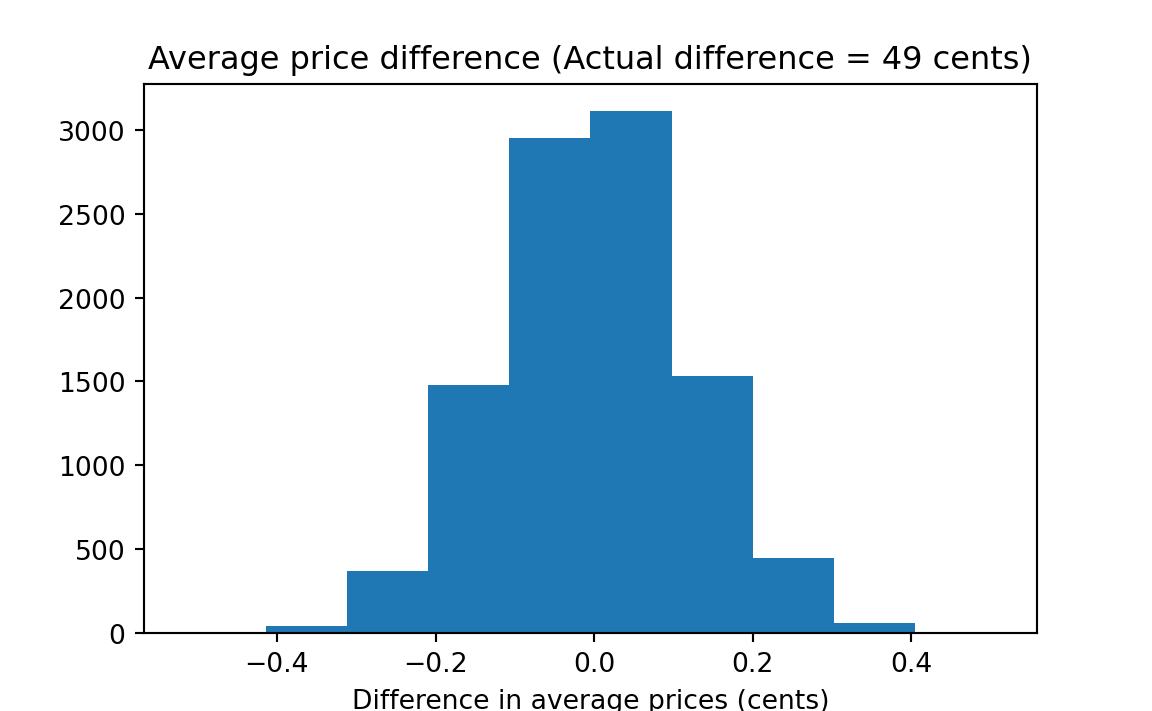 Average price difference (Actual difference = 49 cents)
3000
2500
2000
1500
1000
500
0
−0.4 −0.2 0.0 0.2 0.4
Difference in average prices (cents)